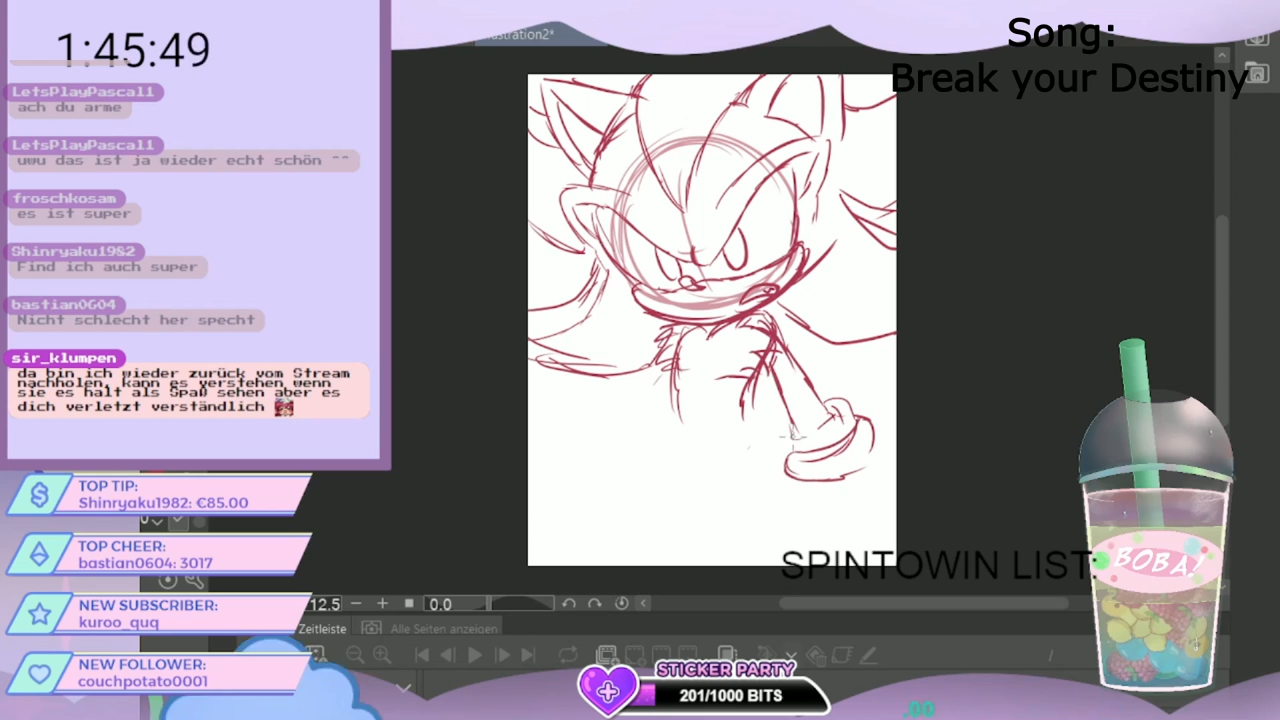 1:45:49
LetsPlayPascal1
ach du arme
LetsPlayPascal1
uwu das ist ja wieder echt schön ^^
froschkosam
es ist super
Shinryaku1982
Find ich auch super
bastian0604
Nicht schlecht her specht
sir_klumpen
da bin ich wieder zurück vom Stream
nachholen, kann es verstehen wenn
sie es halt als Spaß sehen aber es
dich verletzt verständlich
TOP TIP:
Shinryaku1982: €85.00
TOP CHEER:
bastian0604: 3017
NEW SUBSCRIBER:
kuroo_quq
NEW FOLLOWER:
couchpotato0001
stration2*
Song:
Break your Destiny
SPINTOWIN LIST:
BOBA!
12.5
0.0
Zeitleiste
Alle Seiten anzeigen
STICKER PARTY
201/1000 BITS
.00